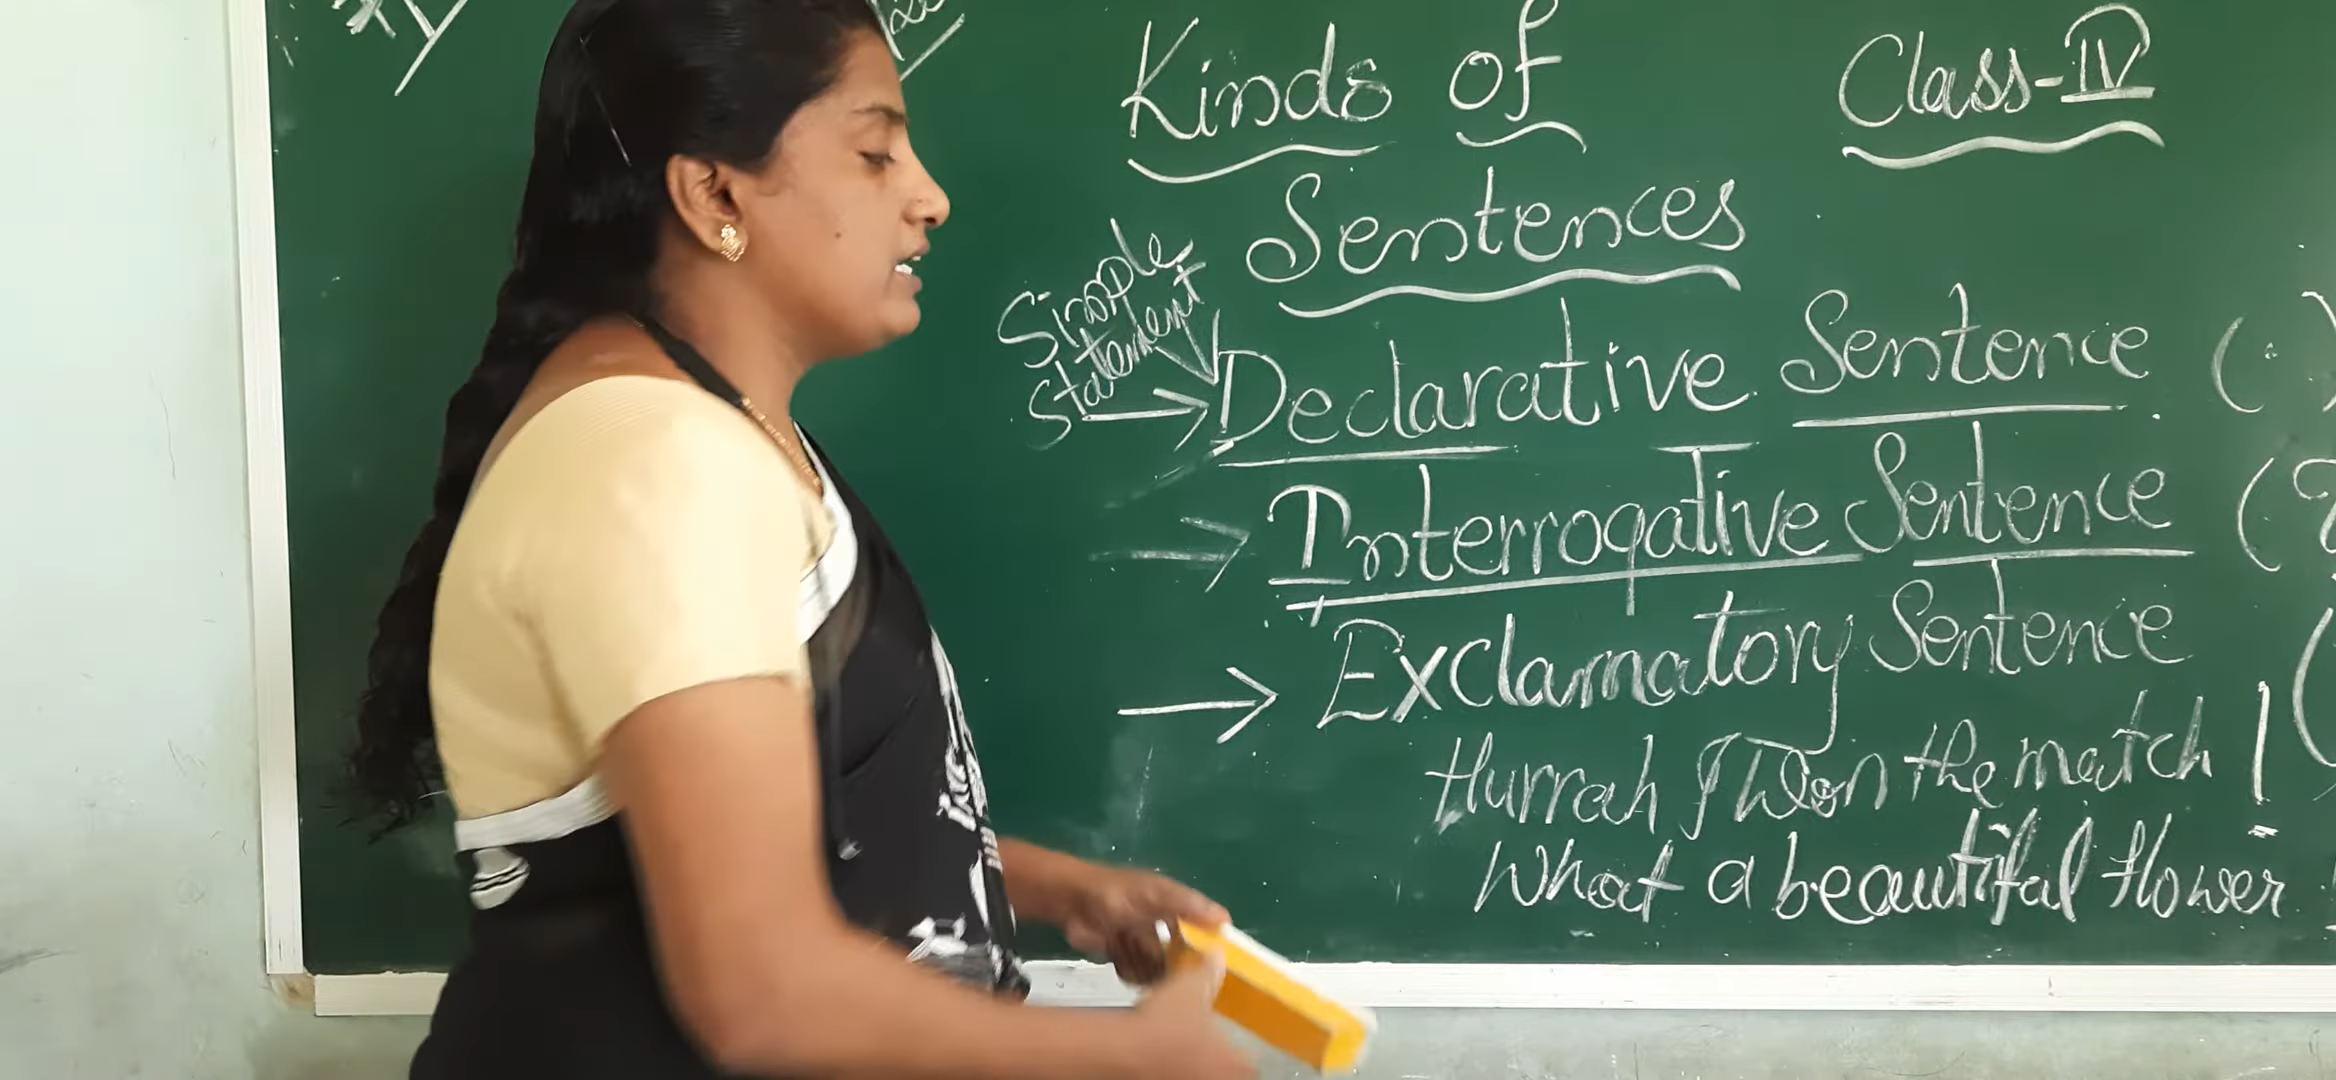 Kinds of
Class-IV
Sentences
Simple
statement
Declarative Sentence (.)
Interrogative Sentence (?
Exclamatory Sentence (
Hurrah I Won the match !
What a beautiful flower